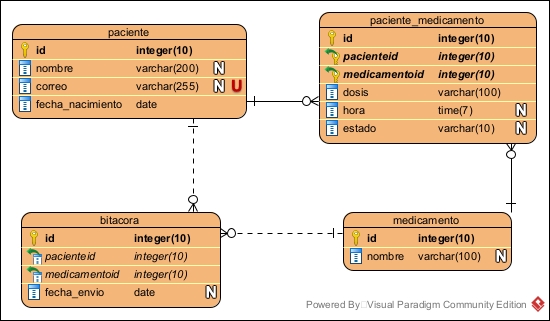 paciente
id integer(10)
nombre varchar(200) N
correo varchar(255) N U
fecha_nacimiento date
paciente_medicamento
id integer(10)
pacienteid integer(10)
medicamentoid integer(10)
dosis varchar(100)
hora time(7) N
estado varchar(10) N
bitacora
id integer(10)
pacienteid integer(10)
medicamentoid integer(10)
fecha_envio date N
medicamento
id integer(10)
nombre varchar(100) N
Powered By Visual Paradigm Community Edition